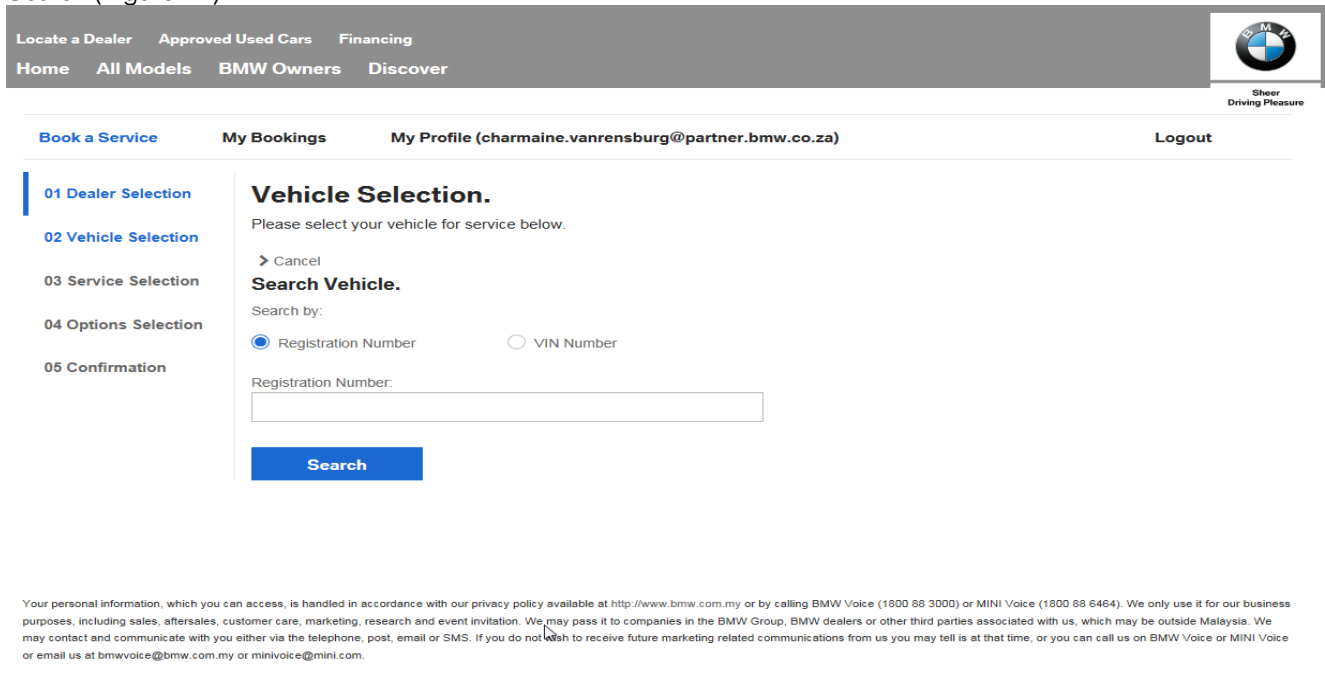 Locate a Dealer Approved Used Cars Financing
Home All Models BMW Owners Discover
BMW
Sheer
Driving Pleasure
Book a Service My Bookings My Profile (charmaine.vanrensburg@partner.bmw.co.za) Logout
01 Dealer Selection
02 Vehicle Selection
03 Service Selection
04 Options Selection
05 Confirmation
Vehicle Selection.
Please select your vehicle for service below.
Cancel
Search Vehicle.
Search by:
Registration Number VIN Number
Registration Number:
Search
Your personal information, which you can access, is handled in accordance with our privacy policy available at http://www.bmw.com.my or by calling BMW Voice (1800 88 3000) or MINI Voice (1800 88 6464). We only use it for our business
purposes, including sales, aftersales, customer care, marketing, research and event invitation. We may pass it to companies in the BMW Group, BMW dealers or other third parties associated with us, which may be outside Malaysia. We
may contact and communicate with you either via the telephone, post, email or SMS. If you do not wish to receive future marketing related communications from us you may tell is at that time, or you can call us on BMW Voice or MINI Voice
or email us at bmwvoice@bmw.com.my or minivoice@mini.com.